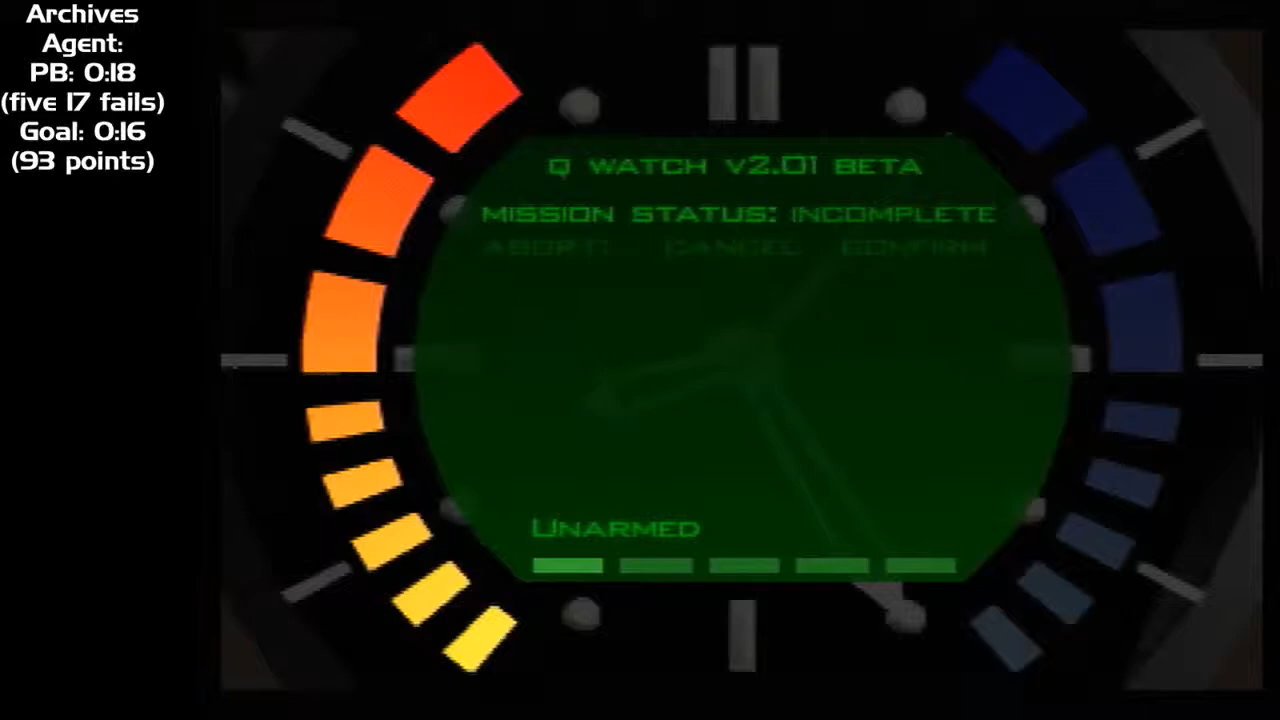 Archives
Agent:
PB: 0:18
(five 17 fails)
Goal: 0:16
(93 points)
Q WATCH V2.01 BETA
MISSION STATUS: INCOMPLETE
ABORT: CANCEL CONFIRM
UNARMED